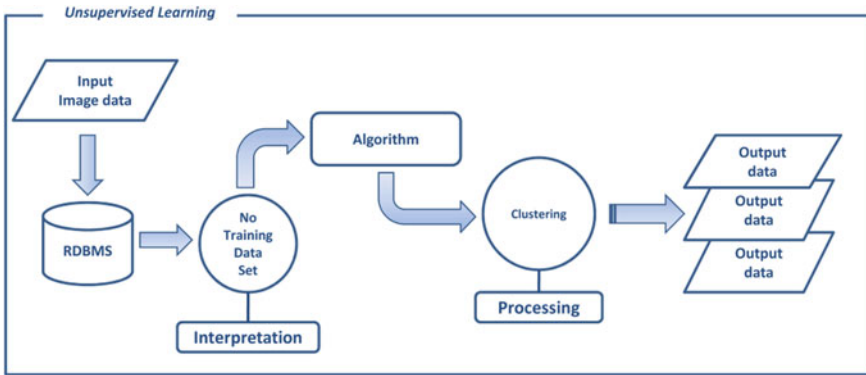 Unsupervised Learning
Input
Image data
RDBMS
No
Training
Data
Set
Interpretation
Algorithm
Clustering
Processing
Output
data
Output
data
Output
data